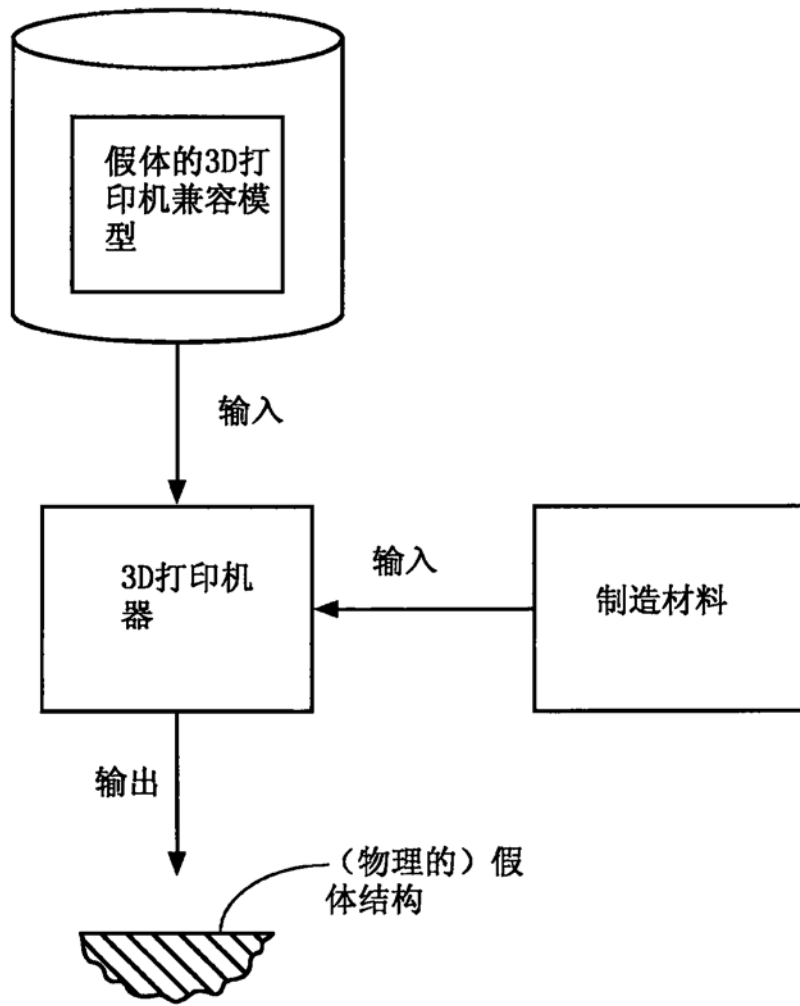 假体的3D打
印机兼容模
型
输入
3D打印机
器
输入
制造材料
输出
（物理的）假
体结构